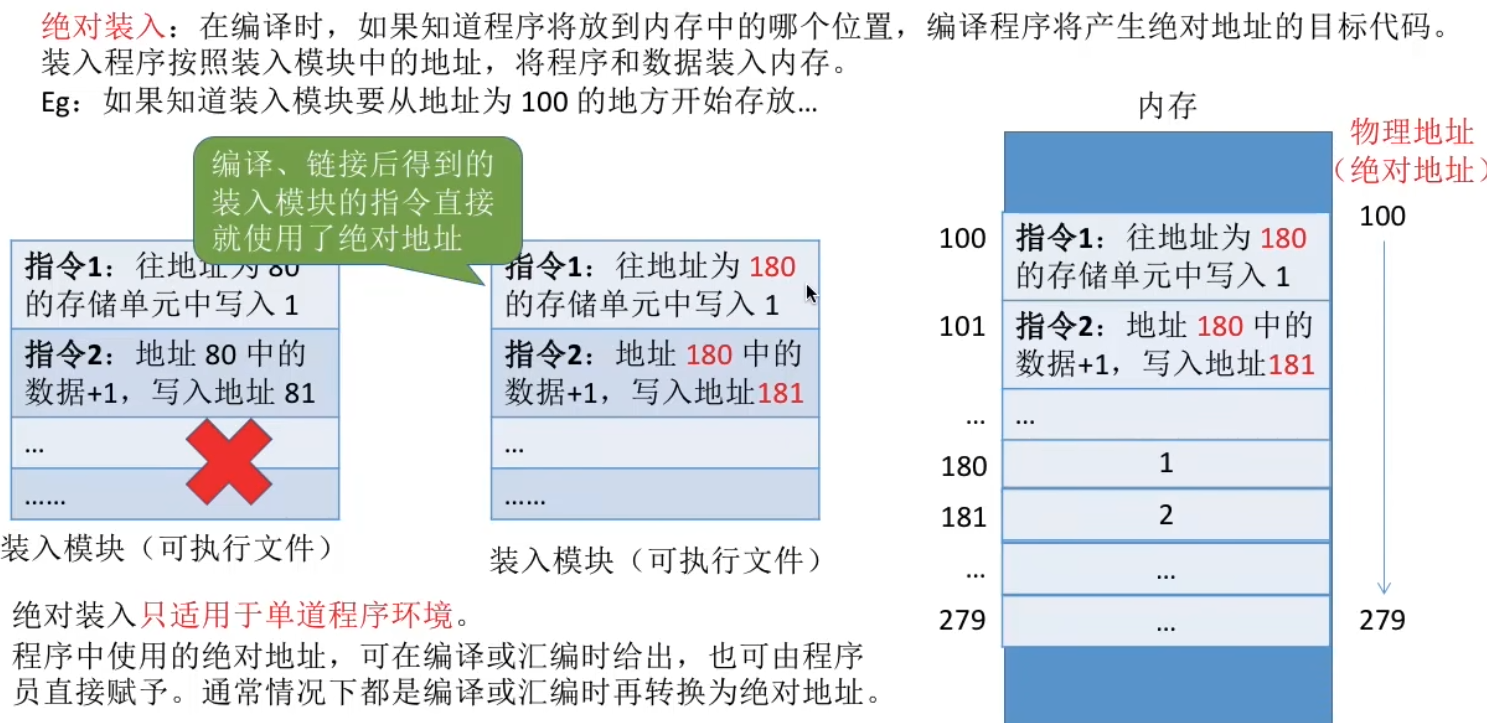 绝对装入：在编译时，如果知道程序将放到内存中的哪个位置，编译程序将产生绝对地址的目标代码。
装入程序按照装入模块中的地址，将程序和数据装入内存。
Eg：如果知道装入模块要从地址为 100 的地方开始存放...
编译、链接后得到的
装入模块的指令直接
就使用了绝对地址
指令1：往地址为 80
的存储单元中写入 1
指令2：地址 80 中的
数据+1，写入地址 81
...
......
装入模块（可执行文件）
指令1：往地址为 180
的存储单元中写入 1
指令2：地址 180 中的
数据+1，写入地址181
...
......
装入模块（可执行文件）
内存
物理地址
（绝对地址）
100
指令1：往地址为 180
的存储单元中写入 1
100
101
指令2：地址 180 中的
数据+1，写入地址181
...
...
180
1
181
2
...
...
279
...
279
绝对装入只适用于单道程序环境。
程序中使用的绝对地址，可在编译或汇编时给出，也可由程序
员直接赋予。通常情况下都是编译或汇编时再转换为绝对地址。